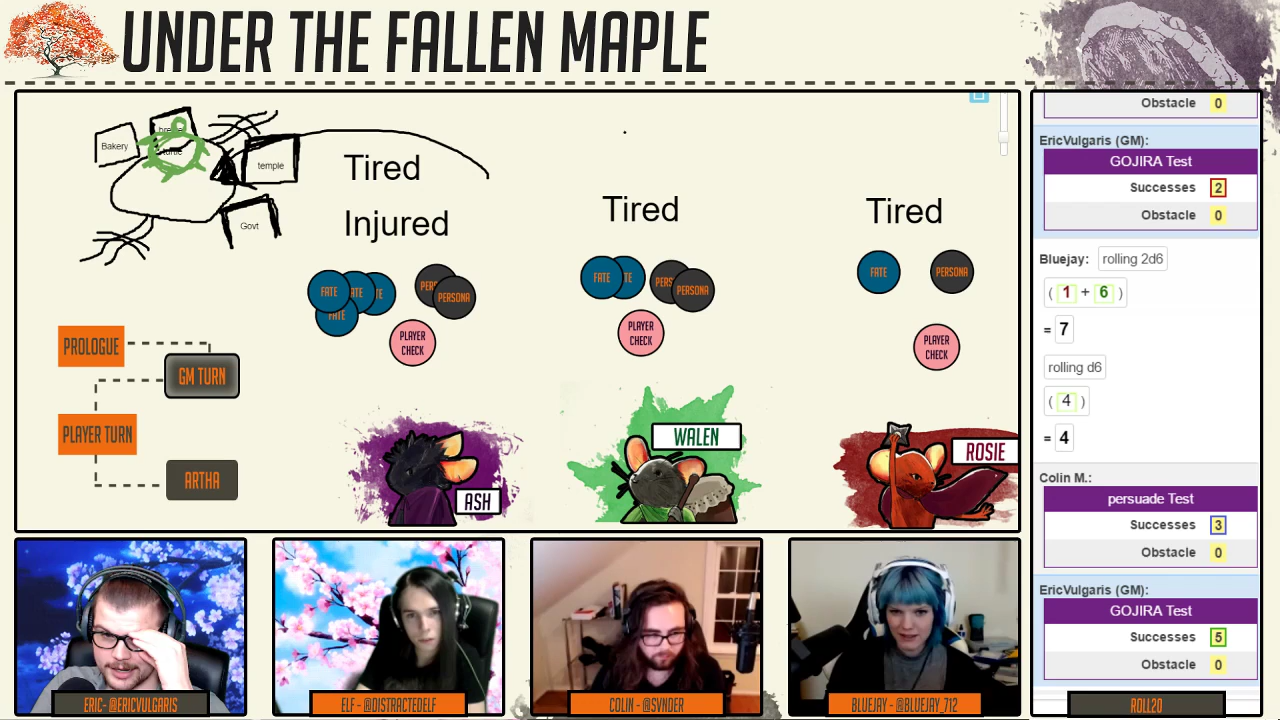 UNDER THE FALLEN MAPLE
Bakery
temple
Govt
Tired
Injured
Tired
Tired
FATE
FATE
PERSONA
PLAYER
CHECK
FATE
PERSONA
PLAYER
CHECK
FATE
PERSONA
PLAYER
CHECK
PROLOGUE
GM TURN
PLAYER TURN
ARTHA
ASH
WALEN
ROSIE
Obstacle 0
EricVulgaris (GM):
GOJIRA Test
Successes 2
Obstacle 0
Bluejay: rolling 2d6
( 1 + 6 )
= 7
rolling d6
( 4 )
= 4
Colin M.:
persuade Test
Successes 3
Obstacle 0
EricVulgaris (GM):
GOJIRA Test
Successes 5
Obstacle 0
ERIC- @ERICVULGARIS
ELF - @DISTRACTEDELF
COLIN - @SVNDER
BLUEJAY - @BLUEJAY_712
ROLL20